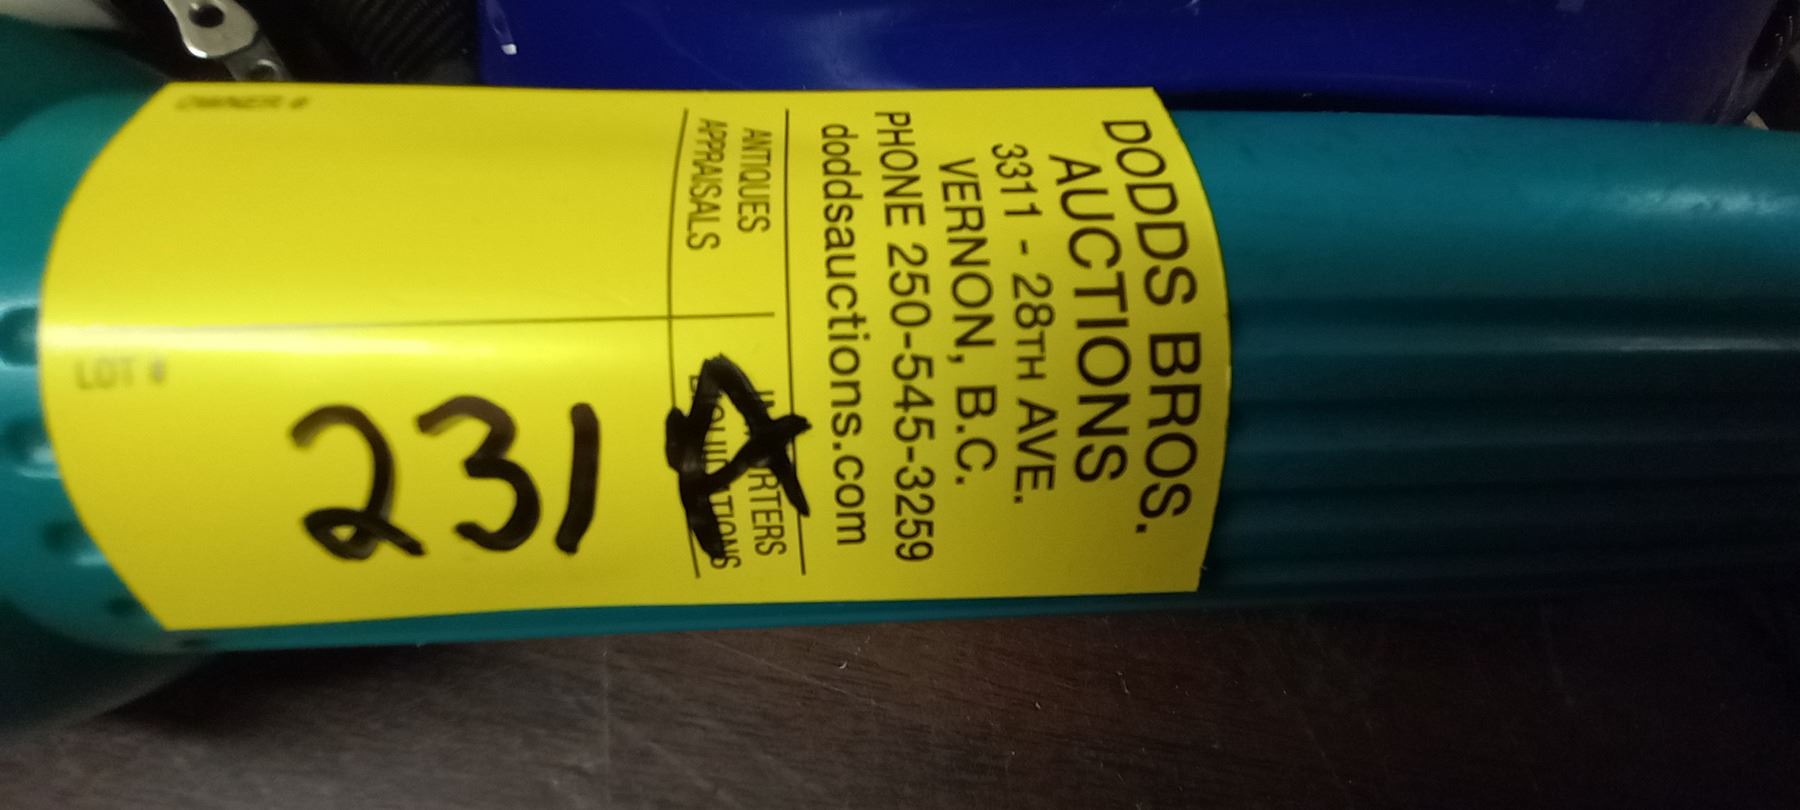 DODDS BROS.
AUCTIONS
3311 - 28TH AVE.
VERNON, B.C.
PHONE 250-545-3259
doddsauctions.com
ANTIQUES
APPRAISALS
OWNER #
LOT #
231A